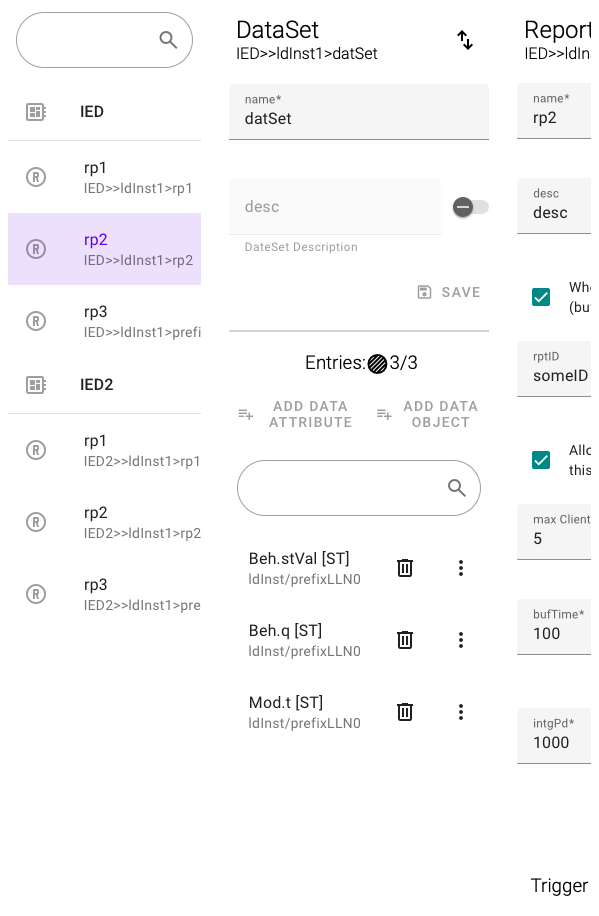 IED
rp1
IED>>ldInst1>rp1
rp2
IED>>ldInst1>rp2
rp3
IED>>ldInst1>prefi
IED2
rp1
IED2>>ldInst1>rp1
rp2
IED2>>ldInst1>rp2
rp3
IED2>>ldInst1>pre
DataSet
IED>>ldInst1>datSet
name*
datSet
desc
DateSet Description
SAVE
Entries: 3/3
ADD DATA
ATTRIBUTE
ADD DATA
OBJECT
Beh.stVal [ST]
ldInst/prefixLLN0
Beh.q [ST]
ldInst/prefixLLN0
Mod.t [ST]
ldInst/prefixLLN0
Report
IED>>ldIn
name*
rp2
desc
desc
Whe
(bu
rptID
someID
Allo
this
max Client
5
bufTime*
100
intgPd*
1000
Trigger